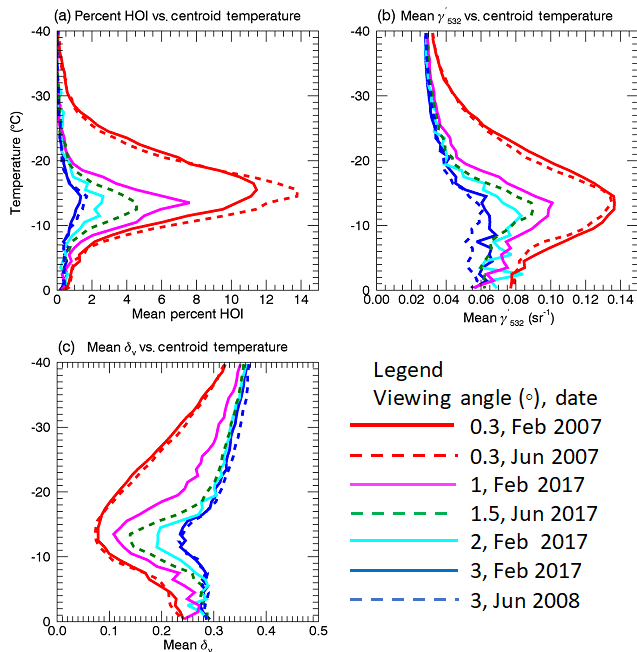 (a) Percent HOI vs. centroid temperature
-40
-30
-20
-10
0
Temperature (°C)
0 2 4 6 8 10 12 14
Mean percent HOI
(b) Mean γ′532 vs. centroid temperature
-40
-30
-20
-10
0
0.00 0.02 0.04 0.06 0.08 0.10 0.12 0.14
Mean γ′532 (sr-1)
(c) Mean δv vs. centroid temperature
-40
-30
-20
-10
0
0.0 0.1 0.2 0.3 0.4 0.5
Mean δv
Legend
Viewing angle (°), date
0.3, Feb 2007
0.3, Jun 2007
1, Feb 2017
1.5, Jun 2017
2, Feb 2017
3, Feb 2017
3, Jun 2008